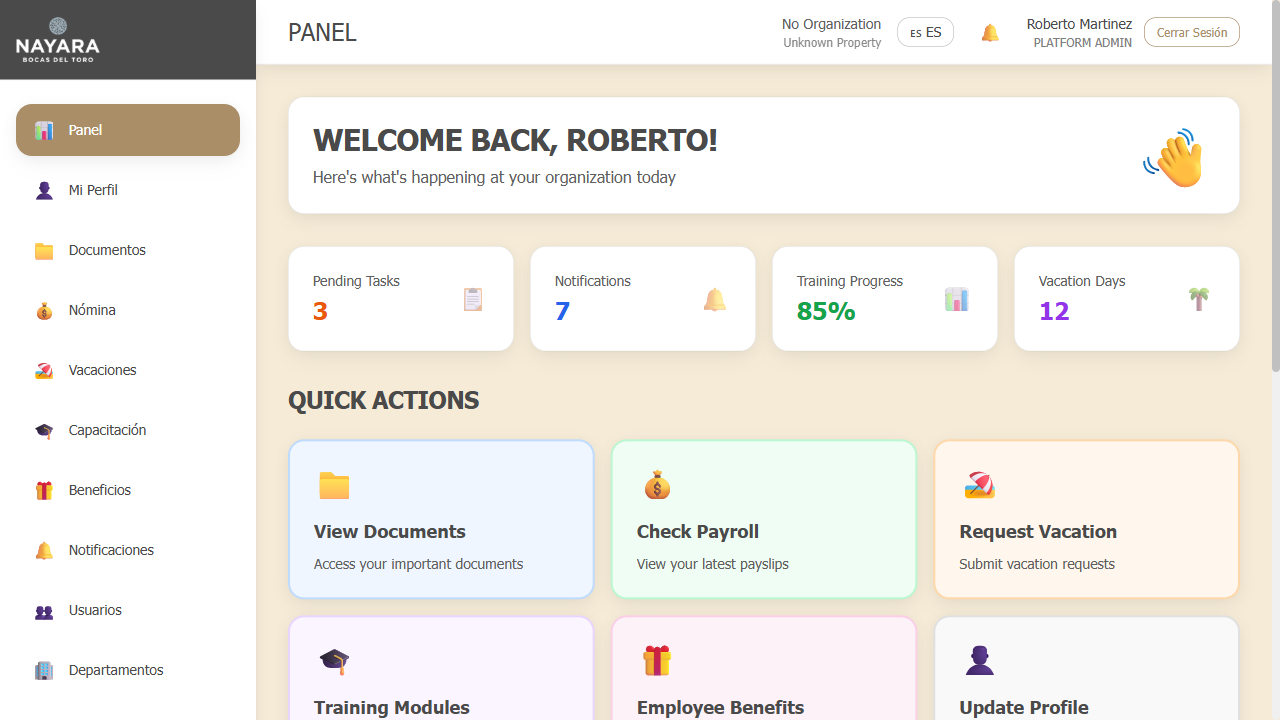 NAYARA
BOCAS DEL TORO
PANEL
No Organization
Unknown Property
ES ES
Roberto Martinez
PLATFORM ADMIN
Cerrar Sesión
Panel
Mi Perfil
Documentos
Nómina
Vacaciones
Capacitación
Beneficios
Notificaciones
Usuarios
Departamentos
WELCOME BACK, ROBERTO!
Here's what's happening at your organization today
Pending Tasks
3
Notifications
7
Training Progress
85%
Vacation Days
12
QUICK ACTIONS
View Documents
Access your important documents
Check Payroll
View your latest payslips
Request Vacation
Submit vacation requests
Training Modules
Employee Benefits
Update Profile